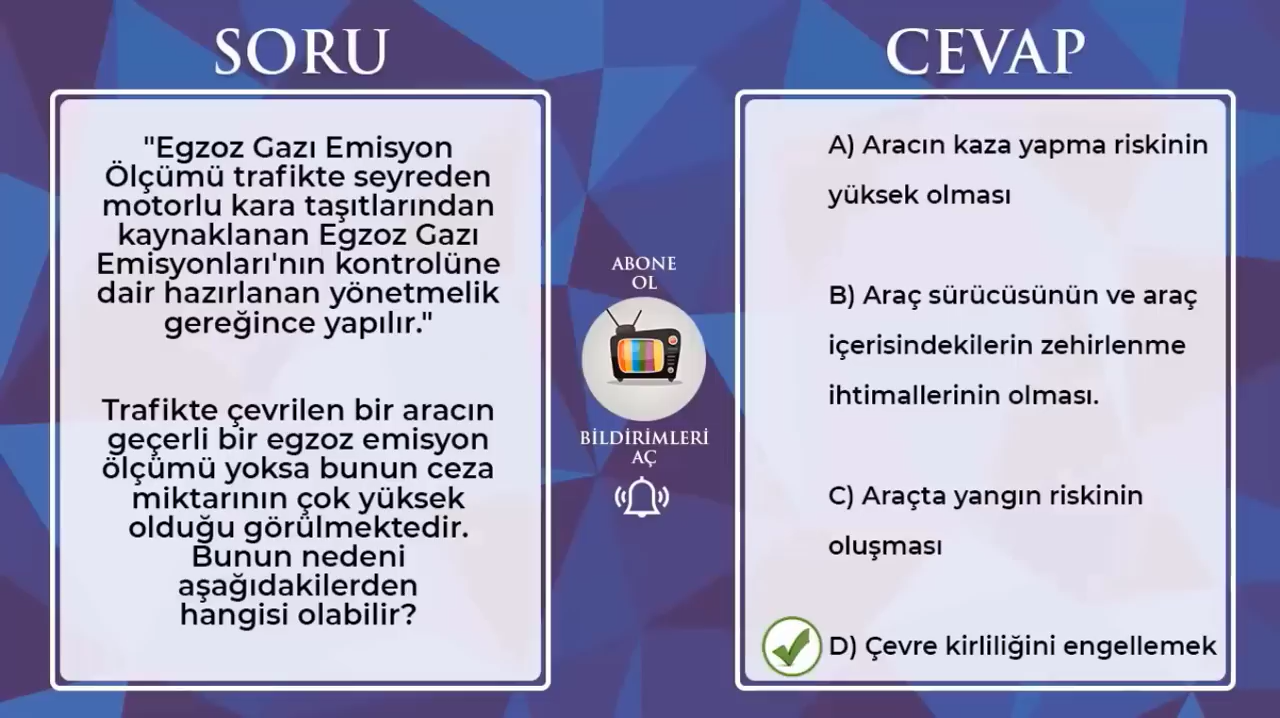 SORU
"Egzoz Gazı Emisyon
Ölçümü trafikte seyreden
motorlu kara taşıtlarından
kaynaklanan Egzoz Gazı
Emisyonları'nın kontrolüne
dair hazırlanan yönetmelik
gereğince yapılır."
Trafikte çevrilen bir aracın
geçerli bir egzoz emisyon
ölçümü yoksa bunun ceza
miktarının çok yüksek
olduğu görülmektedir.
Bunun nedeni
aşağıdakilerden
hangisi olabilir?
ABONE
OL
BİLDİRİMLERİ
AÇ
CEVAP
A) Aracın kaza yapma riskinin
yüksek olması
B) Araç sürücüsünün ve araç
içerisindekilerin zehirlenme
ihtimallerinin olması.
C) Araçta yangın riskinin
oluşması
D) Çevre kirliliğini engellemek